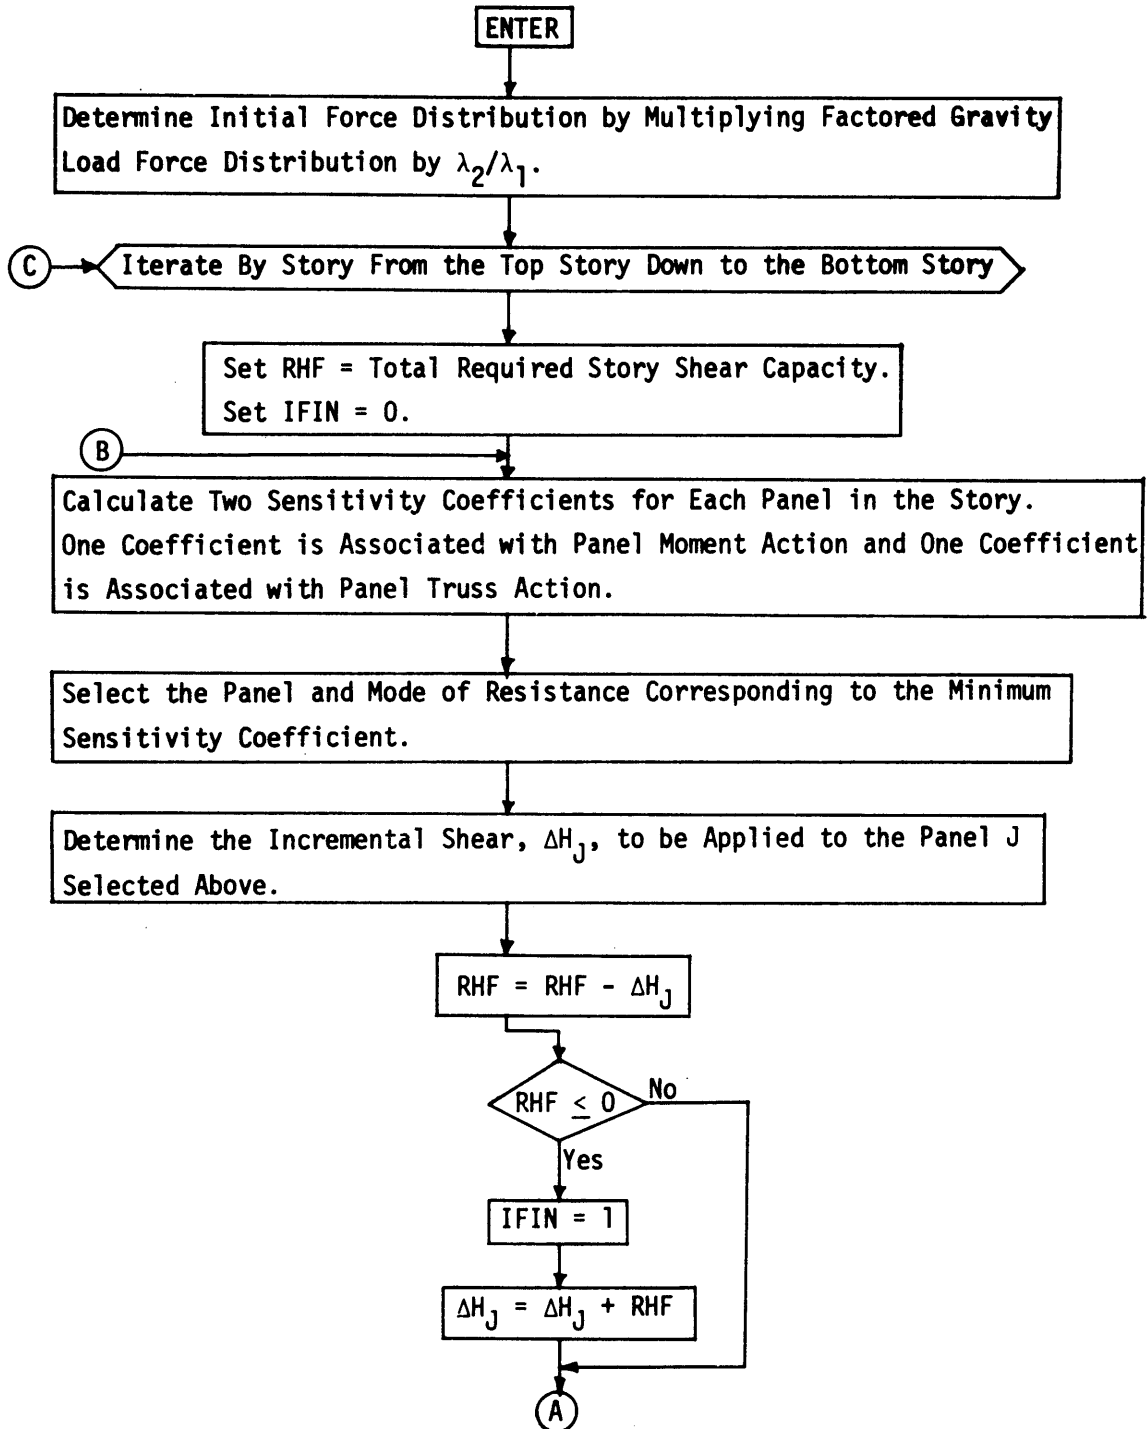 ENTER
Determine Initial Force Distribution by Multiplying Factored Gravity
Load Force Distribution by λ₂/λ₁.
C
Iterate By Story From the Top Story Down to the Bottom Story
Set RHF = Total Required Story Shear Capacity.
Set IFIN = 0.
B
Calculate Two Sensitivity Coefficients for Each Panel in the Story.
One Coefficient is Associated with Panel Moment Action and One Coefficient
is Associated with Panel Truss Action.
Select the Panel and Mode of Resistance Corresponding to the Minimum
Sensitivity Coefficient.
Determine the Incremental Shear, ΔH_J, to be Applied to the Panel J
Selected Above.
RHF = RHF - ΔH_J
RHF ≤ 0
No
Yes
IFIN = 1
ΔH_J = ΔH_J + RHF
A